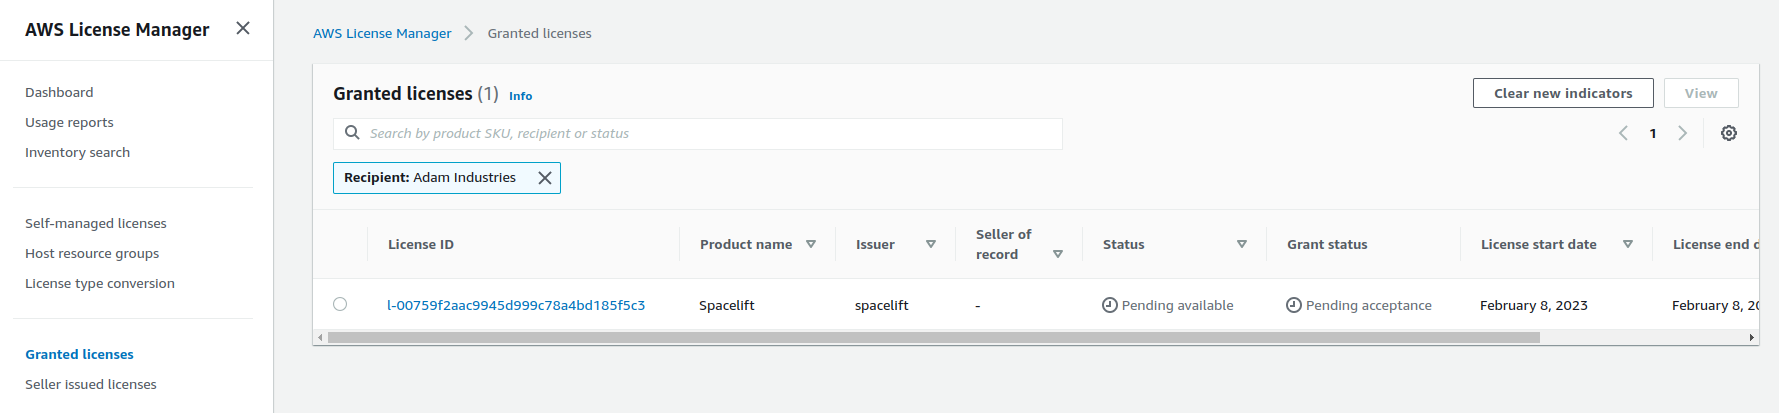 AWS License Manager
Dashboard
Usage reports
Inventory search
Self-managed licenses
Host resource groups
License type conversion
Granted licenses
Seller issued licenses
AWS License Manager > Granted licenses
Granted licenses (1) Info
Clear new indicators View
Search by product SKU, recipient or status
1
Recipient: Adam Industries
License ID Product name Issuer Seller of record Status Grant status License start date License end
l-00759f2aac9945d999c78a4bd185f5c3 Spacelift spacelift - Pending available Pending acceptance February 8, 2023 February 8,